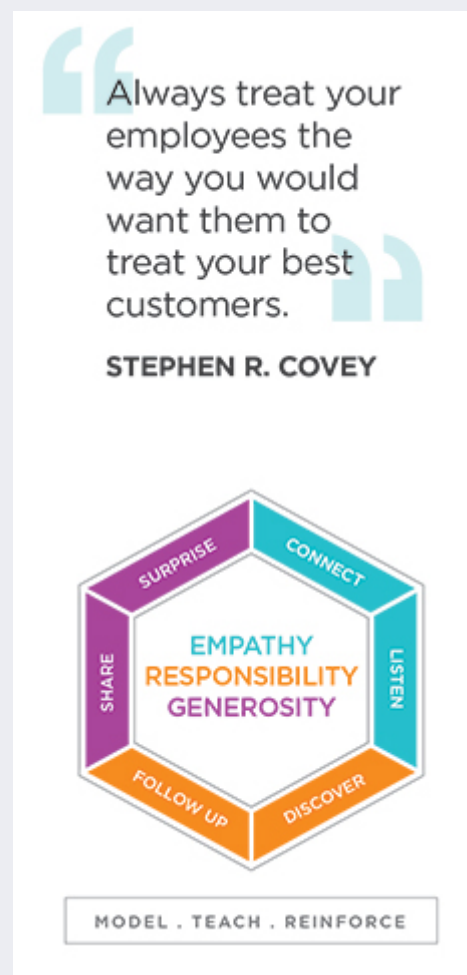 Always treat your
employees the
way you would
want them to
treat your best
customers.
STEPHEN R. COVEY
SURPRISE
CONNECT
SHARE
EMPATHY
RESPONSIBILITY
GENEROSITY
LISTEN
FOLLOW UP
DISCOVER
MODEL . TEACH . REINFORCE